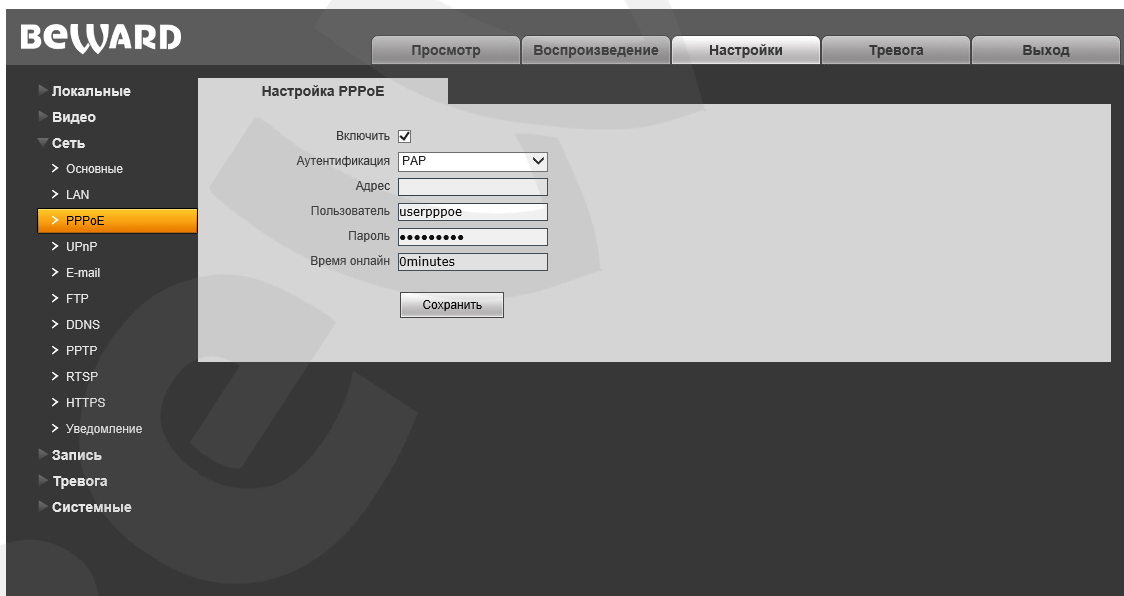 BEWARD
Просмотр Воспроизведение Настройки Тревога Выход
Локальные
Видео
Сеть
> Основные
> LAN
> PPPoE
> UPnP
> E-mail
> FTP
> DDNS
> PPTP
> RTSP
> HTTPS
> Уведомление
Запись
Тревога
Системные
Настройка PPPoE
Включить
Аутентификация PAP
Адрес
Пользователь userpppoe
Пароль •••••••••
Время онлайн 0minutes
Сохранить